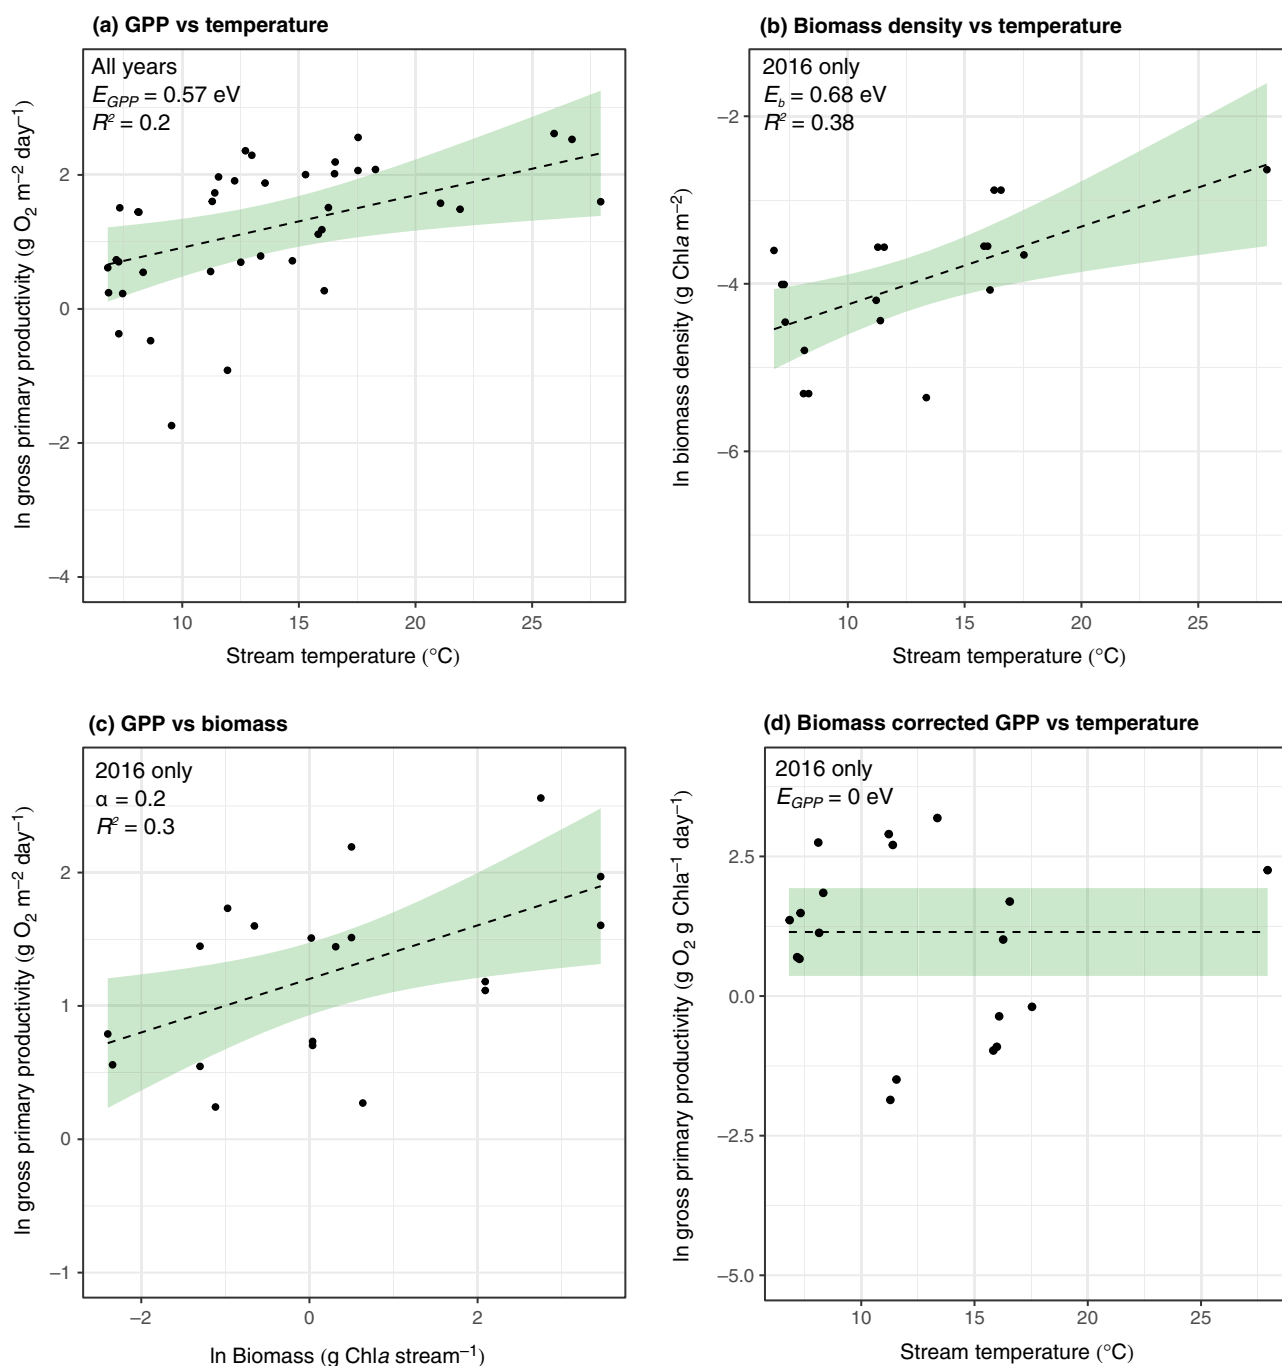 (a) GPP vs temperature
All years
E_GPP = 0.57 eV
R² = 0.2
ln gross primary productivity (g O₂ m⁻² day⁻¹)
2
0
−2
−4
10 15 20 25
Stream temperature (°C)
(b) Biomass density vs temperature
2016 only
E_b = 0.68 eV
R² = 0.38
ln biomass density (g Chla m⁻²)
−2
−4
−6
10 15 20 25
Stream temperature (°C)
(c) GPP vs biomass
2016 only
α = 0.2
R² = 0.3
ln gross primary productivity (g O₂ m⁻² day⁻¹)
2
1
0
−1
−2 0 2
ln Biomass (g Chla stream⁻¹)
(d) Biomass corrected GPP vs temperature
2016 only
E_GPP = 0 eV
ln gross primary productivity (g O₂ g Chla⁻¹ day⁻¹)
2.5
0.0
−2.5
−5.0
10 15 20 25
Stream temperature (°C)